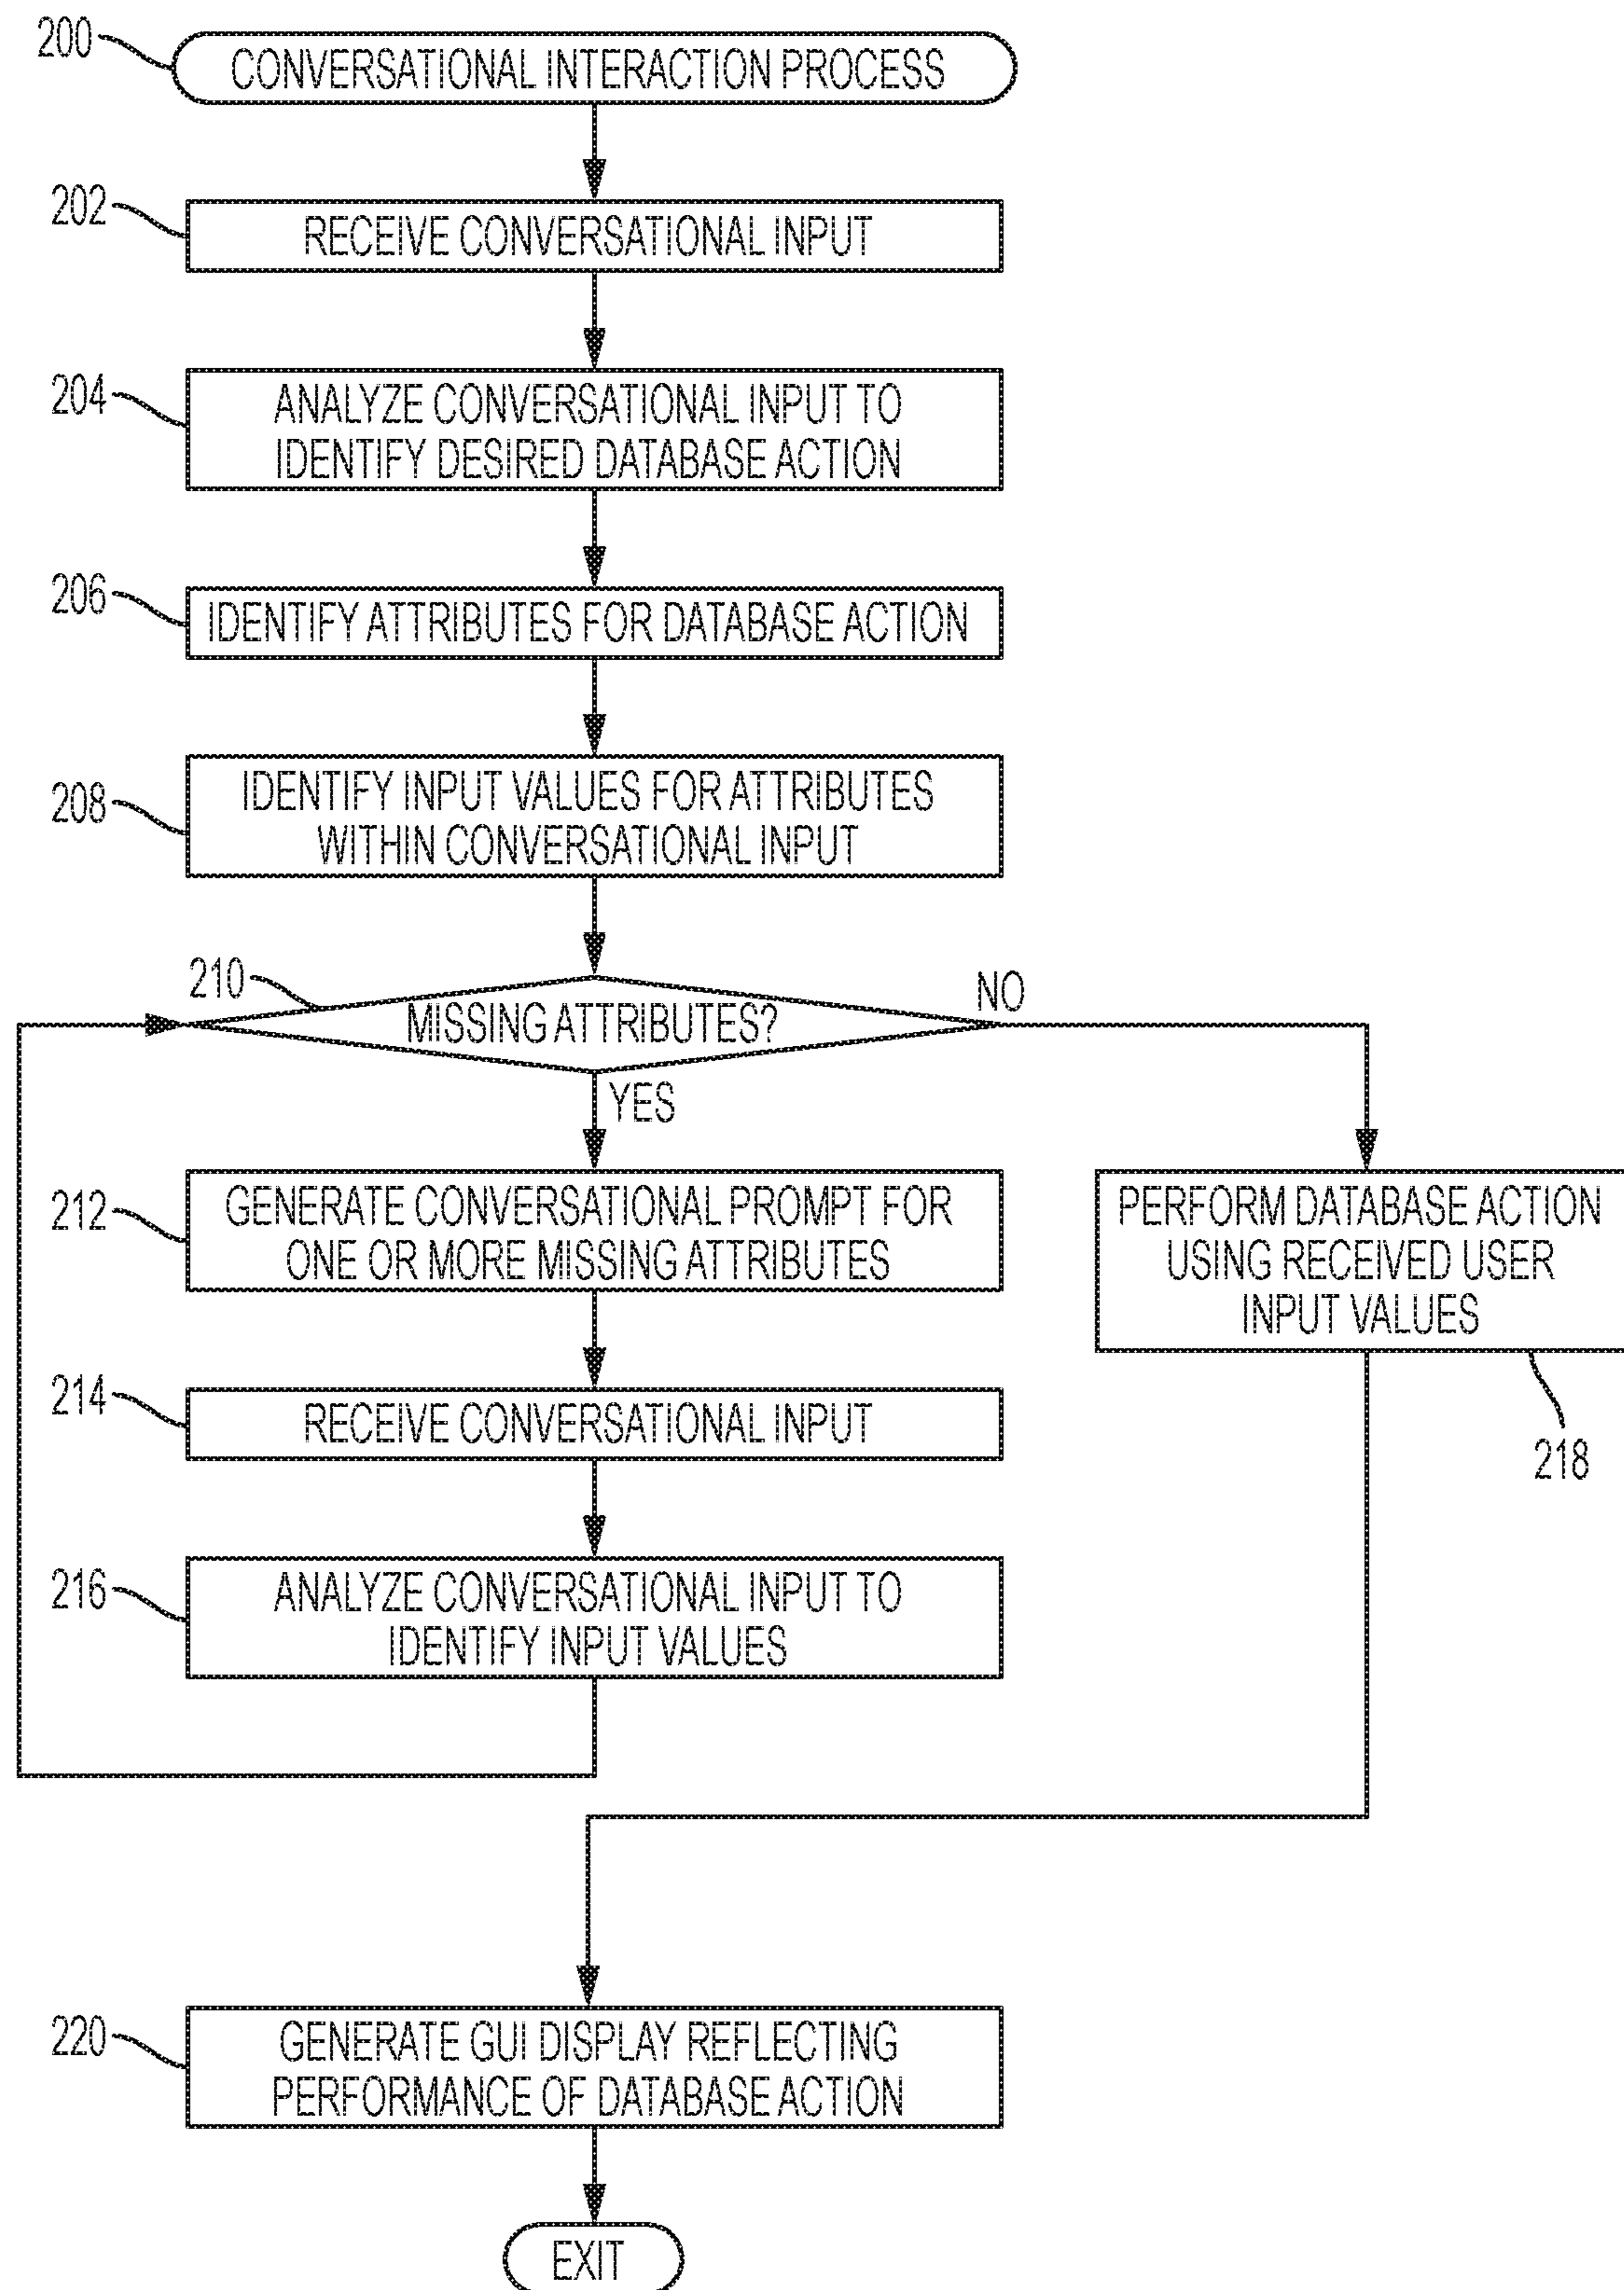 200
CONVERSATIONAL INTERACTION PROCESS
202
RECEIVE CONVERSATIONAL INPUT
204
ANALYZE CONVERSATIONAL INPUT TO
IDENTIFY DESIRED DATABASE ACTION
206
IDENTIFY ATTRIBUTES FOR DATABASE ACTION
208
IDENTIFY INPUT VALUES FOR ATTRIBUTES
WITHIN CONVERSATIONAL INPUT
210
MISSING ATTRIBUTES?
NO
YES
212
GENERATE CONVERSATIONAL PROMPT FOR
ONE OR MORE MISSING ATTRIBUTES
PERFORM DATABASE ACTION
USING RECEIVED USER
INPUT VALUES
218
214
RECEIVE CONVERSATIONAL INPUT
216
ANALYZE CONVERSATIONAL INPUT TO
IDENTIFY INPUT VALUES
220
GENERATE GUI DISPLAY REFLECTING
PERFORMANCE OF DATABASE ACTION
EXIT